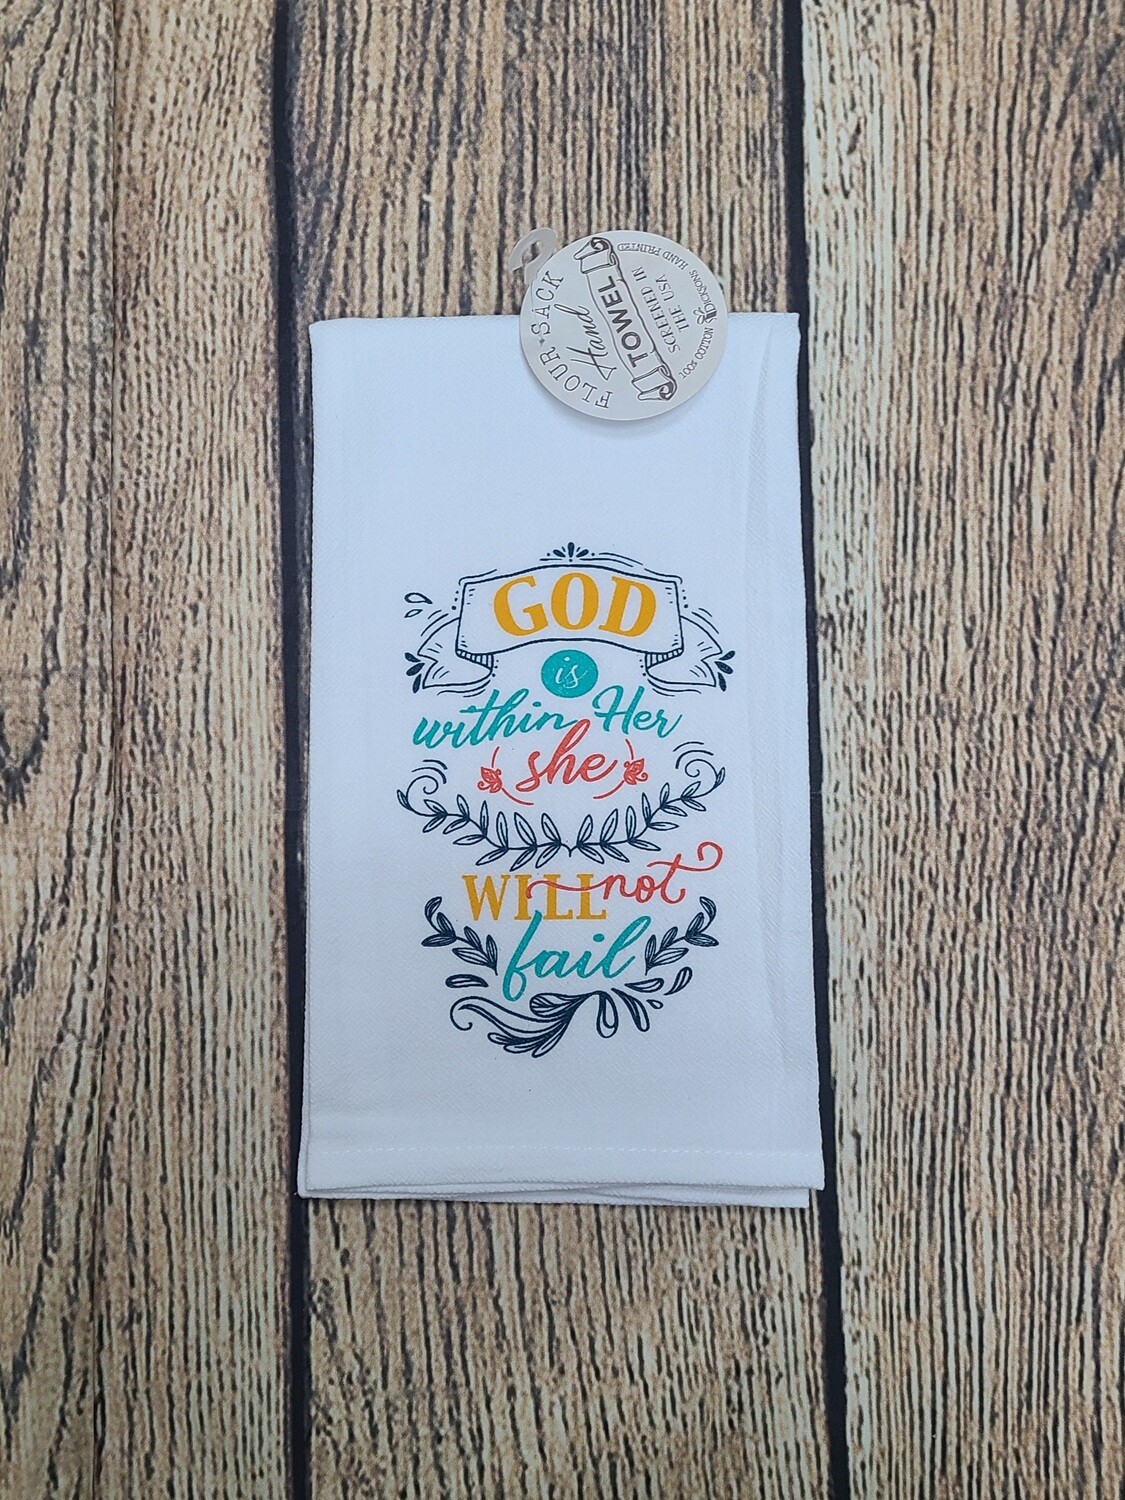 FLOUR • SACK
Hand
TOWEL
SCREENED IN
THE USA
100% COTTON DICKSONS HAND PRINTED
GOD
is
within Her
she
WILL not
fail